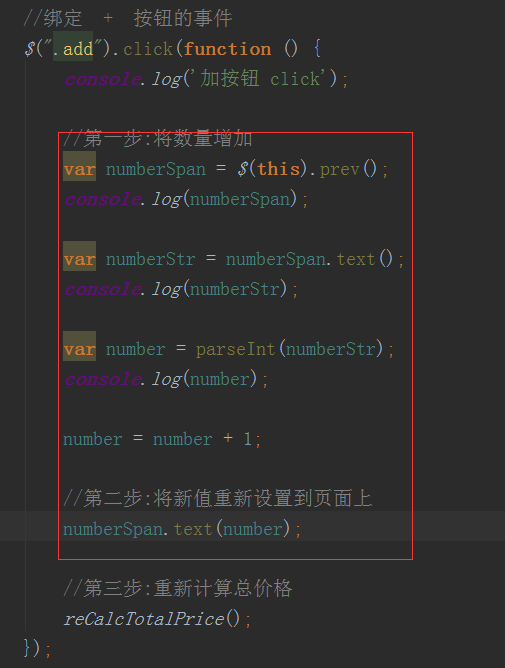 //绑定  +  按钮的事件
$(".add").click(function () {
console.log('加按钮 click');
//第一步:将数量增加
var numberSpan = $(this).prev();
console.log(numberSpan);
var numberStr = numberSpan.text();
console.log(numberStr);
var number = parseInt(numberStr);
console.log(number);
number = number + 1;
//第二步:将新值重新设置到页面上
numberSpan.text(number);
//第三步:重新计算总价格
reCalcTotalPrice();
});